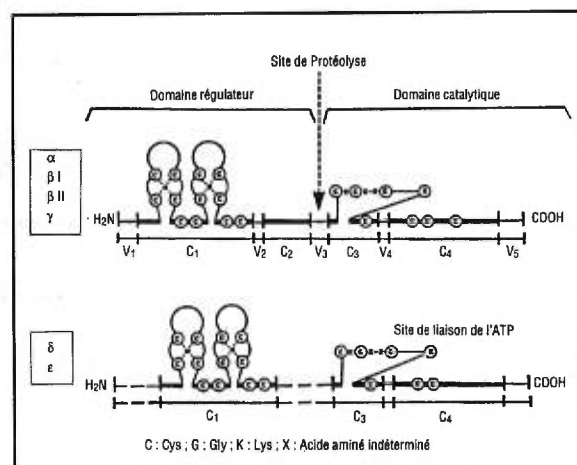 Site de Protéolyse
Domaine régulateur Domaine catalytique
α
β I
β II
γ
H₂N COOH
V₁ C₁ V₂ C₂ V₃ C₃ V₄ C₄ V₅
δ
ε
Site de liaison de l'ATP
H₂N COOH
C₁ C₃ C₄
C : Cys ; G : Gly ; K : Lys ; X : Acide aminé indéterminé